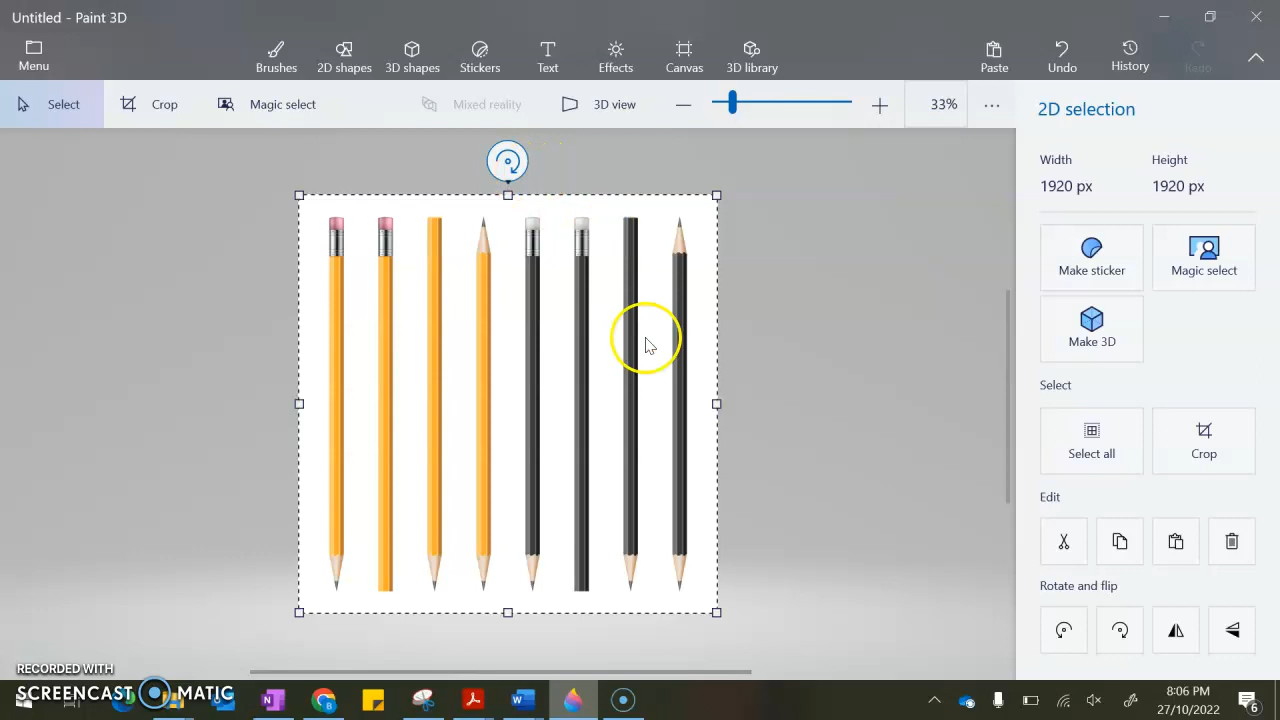 Untitled - Paint 3D
Menu
Brushes
2D shapes
3D shapes
Stickers
Text
Effects
Canvas
3D library
Paste
Undo
History
Redo
Select
Crop
Magic select
Mixed reality
3D view
33%
2D selection
Width
Height
1920 px
1920 px
Make sticker
Magic select
Make 3D
Select
Select all
Crop
Edit
Rotate and flip
RECORDED WITH
SCREENCAST MATIC
8:06 PM
27/10/2022
6